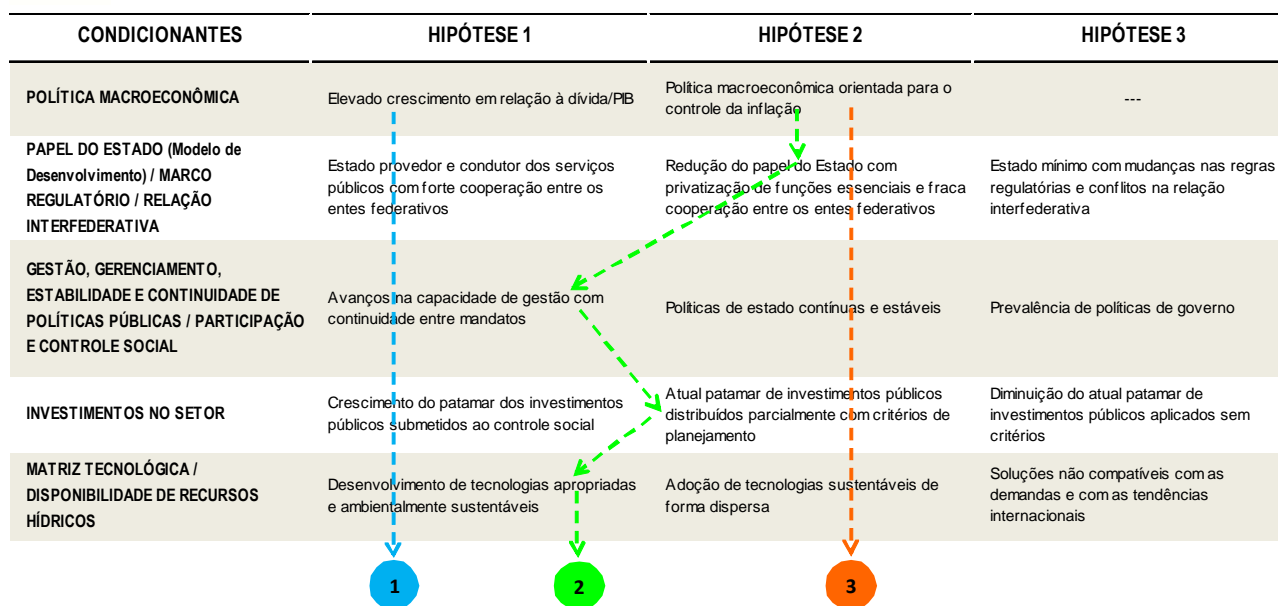 CONDICIONANTES
HIPÓTESE 1
HIPÓTESE 2
HIPÓTESE 3
POLÍTICA MACROECONÔMICA
Elevado crescimento em relação à dívida/PIB
Política macroeconômica orientada para o
controle da inflação
---
PAPEL DO ESTADO (Modelo de
Desenvolvimento) / MARCO
REGULATÓRIO / RELAÇÃO
INTERFEDERATIVA
Estado provedor e condutor dos serviços
públicos com forte cooperação entre os
entes federativos
Redução do papel do Estado com
privatização de funções essenciais e fraca
cooperação entre os entes federativos
Estado mínimo com mudanças nas regras
regulatórias e conflitos na relação
interfederativa
GESTÃO, GERENCIAMENTO,
ESTABILIDADE E CONTINUIDADE DE
POLÍTICAS PÚBLICAS / PARTICIPAÇÃO
E CONTROLE SOCIAL
Avanços na capacidade de gestão com
continuidade entre mandatos
Políticas de estado contínuas e estáveis
Prevalência de políticas de governo
INVESTIMENTOS NO SETOR
Crescimento do patamar dos investimentos
públicos submetidos ao controle social
Atual patamar de investimentos públicos
distribuídos parcialmente com critérios de
planejamento
Diminuição do atual patamar de
investimentos públicos aplicados sem
critérios
MATRIZ TECNOLÓGICA /
DISPONIBILIDADE DE RECURSOS
HÍDRICOS
Desenvolvimento de tecnologias apropriadas
e ambientalmente sustentáveis
Adoção de tecnologias sustentáveis de
forma dispersa
Soluções não compatíveis com as
demandas e com as tendências
internacionais
1
2
3